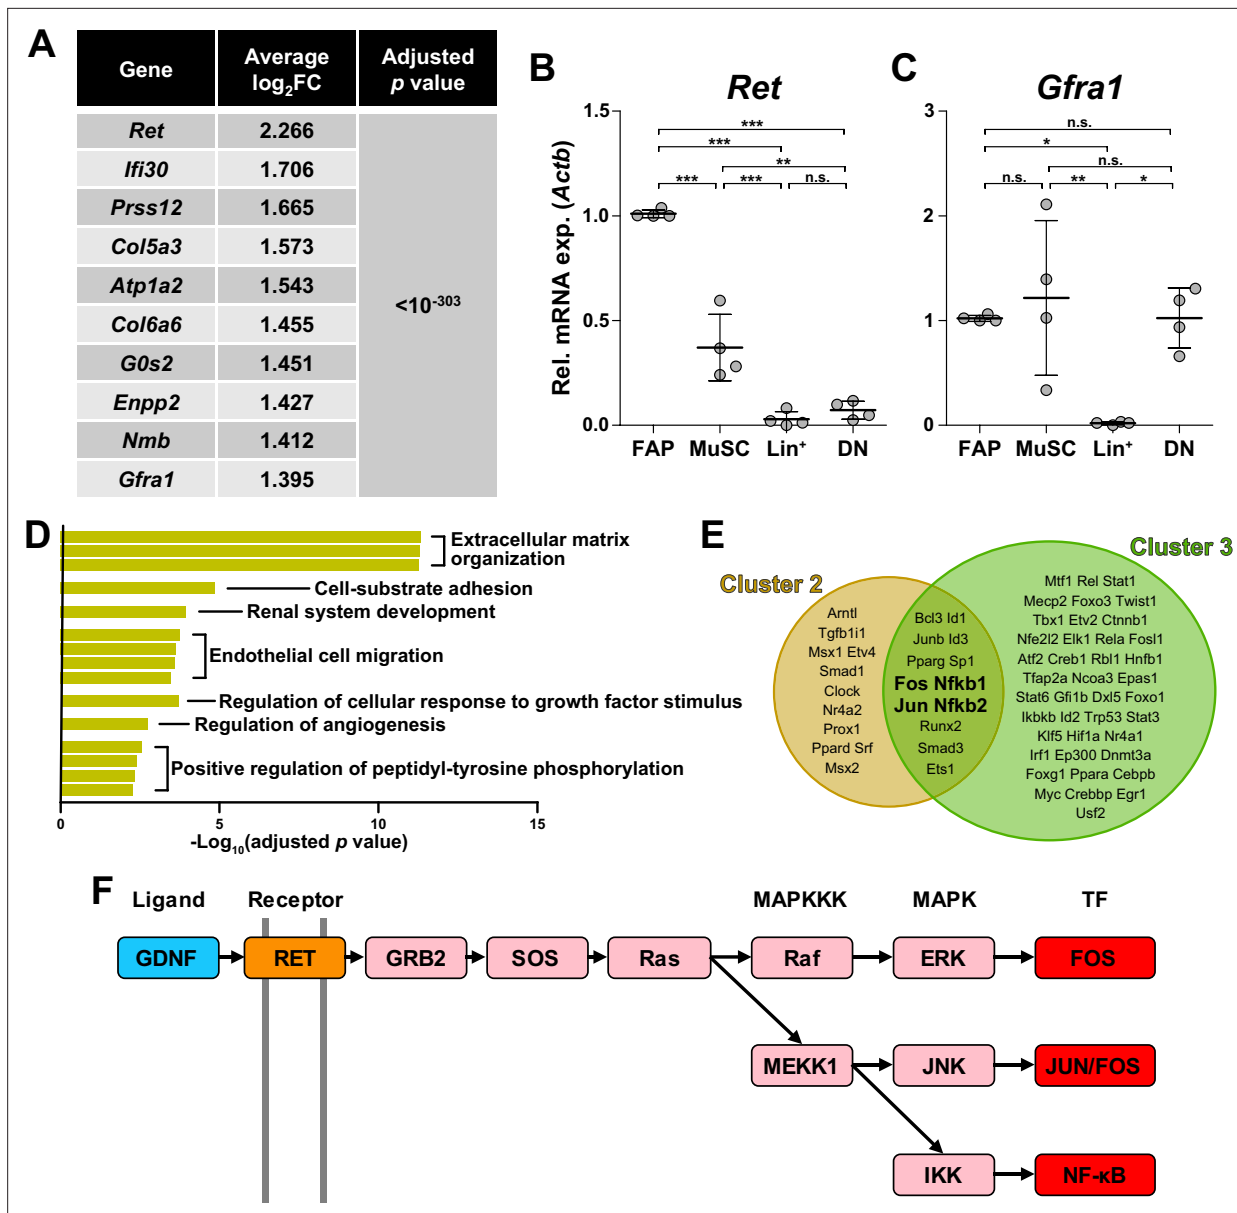 A
Gene
Average log2FC
Adjusted p value
Ret 2.266
Ifi30 1.706
Prss12 1.665
Col5a3 1.573
Atp1a2 1.543
Col6a6 1.455
G0s2 1.451
Enpp2 1.427
Nmb 1.412
Gfra1 1.395
<10-303
B
Ret
Rel. mRNA exp. (Actb)
1.5
1.0
0.5
0.0
***
***
**
*** *** n.s.
FAP MuSC Lin+ DN
C
Gfra1
3
2
1
0
n.s.
*
n.s.
n.s. ** *
FAP MuSC Lin+ DN
D
Extracellular matrix
organization
Cell-substrate adhesion
Renal system development
Endothelial cell migration
Regulation of cellular response to growth factor stimulus
Regulation of angiogenesis
Positive regulation of peptidyl-tyrosine phosphorylation
0 5 10 15
-Log10(adjusted p value)
E
Cluster 2
Cluster 3
Arntl
Tgfb1i1
Msx1 Etv4
Smad1
Clock
Nr4a2
Prox1
Ppard Srf
Msx2
Bcl3 Id1
Junb Id3
Pparg Sp1
Fos Nfkb1
Jun Nfkb2
Runx2
Smad3
Ets1
Mtf1 Rel Stat1
Mecp2 Foxo3 Twist1
Tbx1 Etv2 Ctnnb1
Nfe2l2 Elk1 Rela Fosl1
Atf2 Creb1 Rbl1 Hnfb1
Tfap2a Ncoa3 Epas1
Stat6 Gfi1b Dxl5 Foxo1
Ikbkb Id2 Trp53 Stat3
Klf5 Hif1a Nr4a1
Irf1 Ep300 Dnmt3a
Foxg1 Ppara Cebpb
Myc Crebbp Egr1
Usf2
F
Ligand Receptor MAPKKK MAPK TF
GDNF RET GRB2 SOS Ras Raf ERK FOS
MEKK1 JNK JUN/FOS
IKK NF-κB